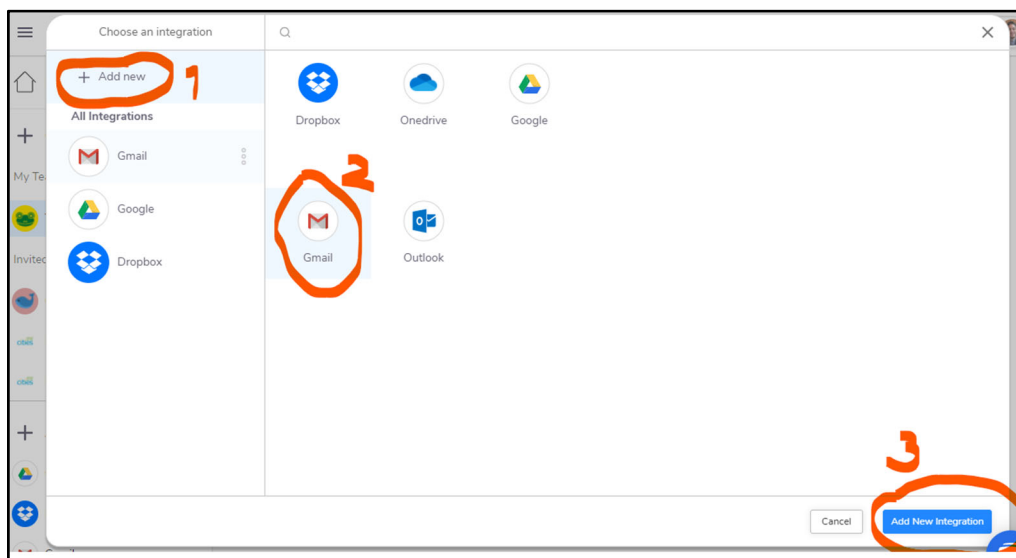 Choose an integration
+ Add new
1
All Integrations
Gmail
Google
Dropbox
Dropbox
Onedrive
Google
2
Gmail
Outlook
3
Cancel
Add New Integration
My Te
Invited
cities
cities